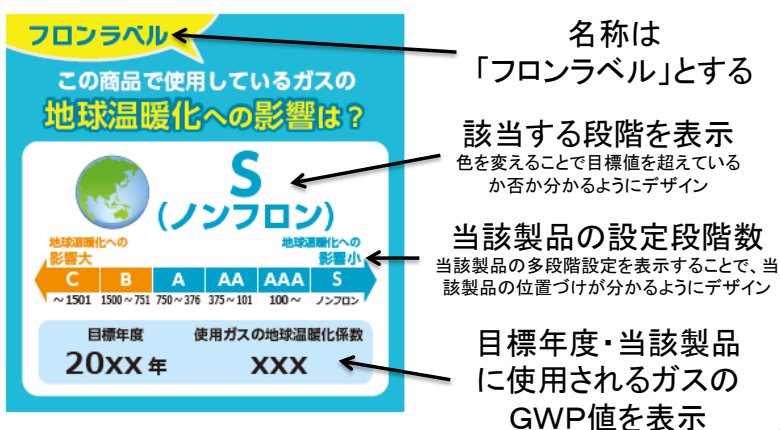 フロンラベル
この商品で使用しているガスの
地球温暖化への影響は？
S
(ノンフロン)
地球温暖化への
影響大
地球温暖化への
影響小
C B A AA AAA S
～1501 1500～751 750～376 375～101 100～ ノンフロン
目標年度 使用ガスの地球温暖化係数
20XX 年 XXX
名称は
「フロンラベル」とする
該当する段階を表示
色を変えることで目標値を超えている
か否か分かるようにデザイン
当該製品の設定段階数
当該製品の多段階設定を表示することで、当
該製品の位置づけが分かるようにデザイン
目標年度・当該製品
に使用されるガスの
GWP値を表示